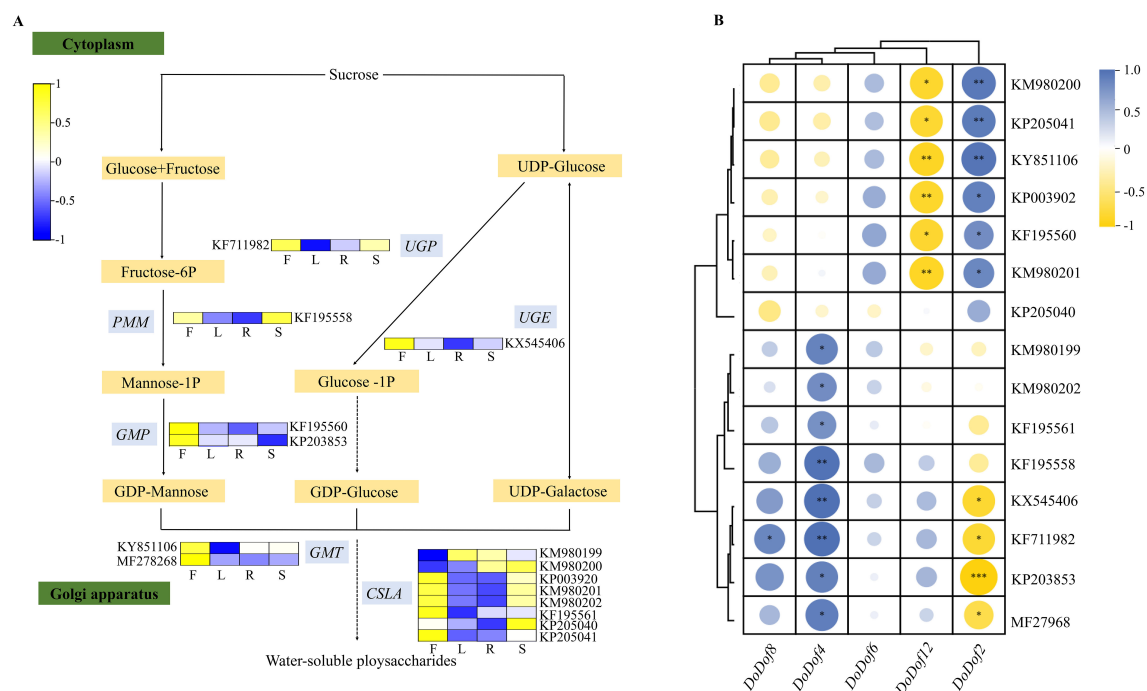 A
Cytoplasm
Sucrose
1
0.5
0
-0.5
-1
Glucose+Fructose
UDP-Glucose
KF711982
UGP
F L R S
Fructose-6P
PMM
KF195558
F L R S
UGE
KX545406
F L R S
Mannose-1P
Glucose -1P
GMP
KF195560
KP203853
F L R S
GDP-Mannose
GDP-Glucose
UDP-Galactose
KY851106
MF278268
GMT
F L R S
Golgi apparatus
CSLA
KM980199
KM980200
KP003920
KM980201
KM980202
KF195561
KP205040
KP205041
F L R S
Water-soluble ploysaccharides
B
* ** KM980200
* ** KP205041
** ** KY851106
** * KP003902
* * KF195560
** * KM980201
KP205040
* KM980199
* KM980202
* KF195561
** KF195558
** * KX545406
* ** * KF711982
* *** KP203853
* * MF27968
DoDof8 DoDof4 DoDof6 DoDof12 DoDof2
1.0
0.5
0
-0.5
-1